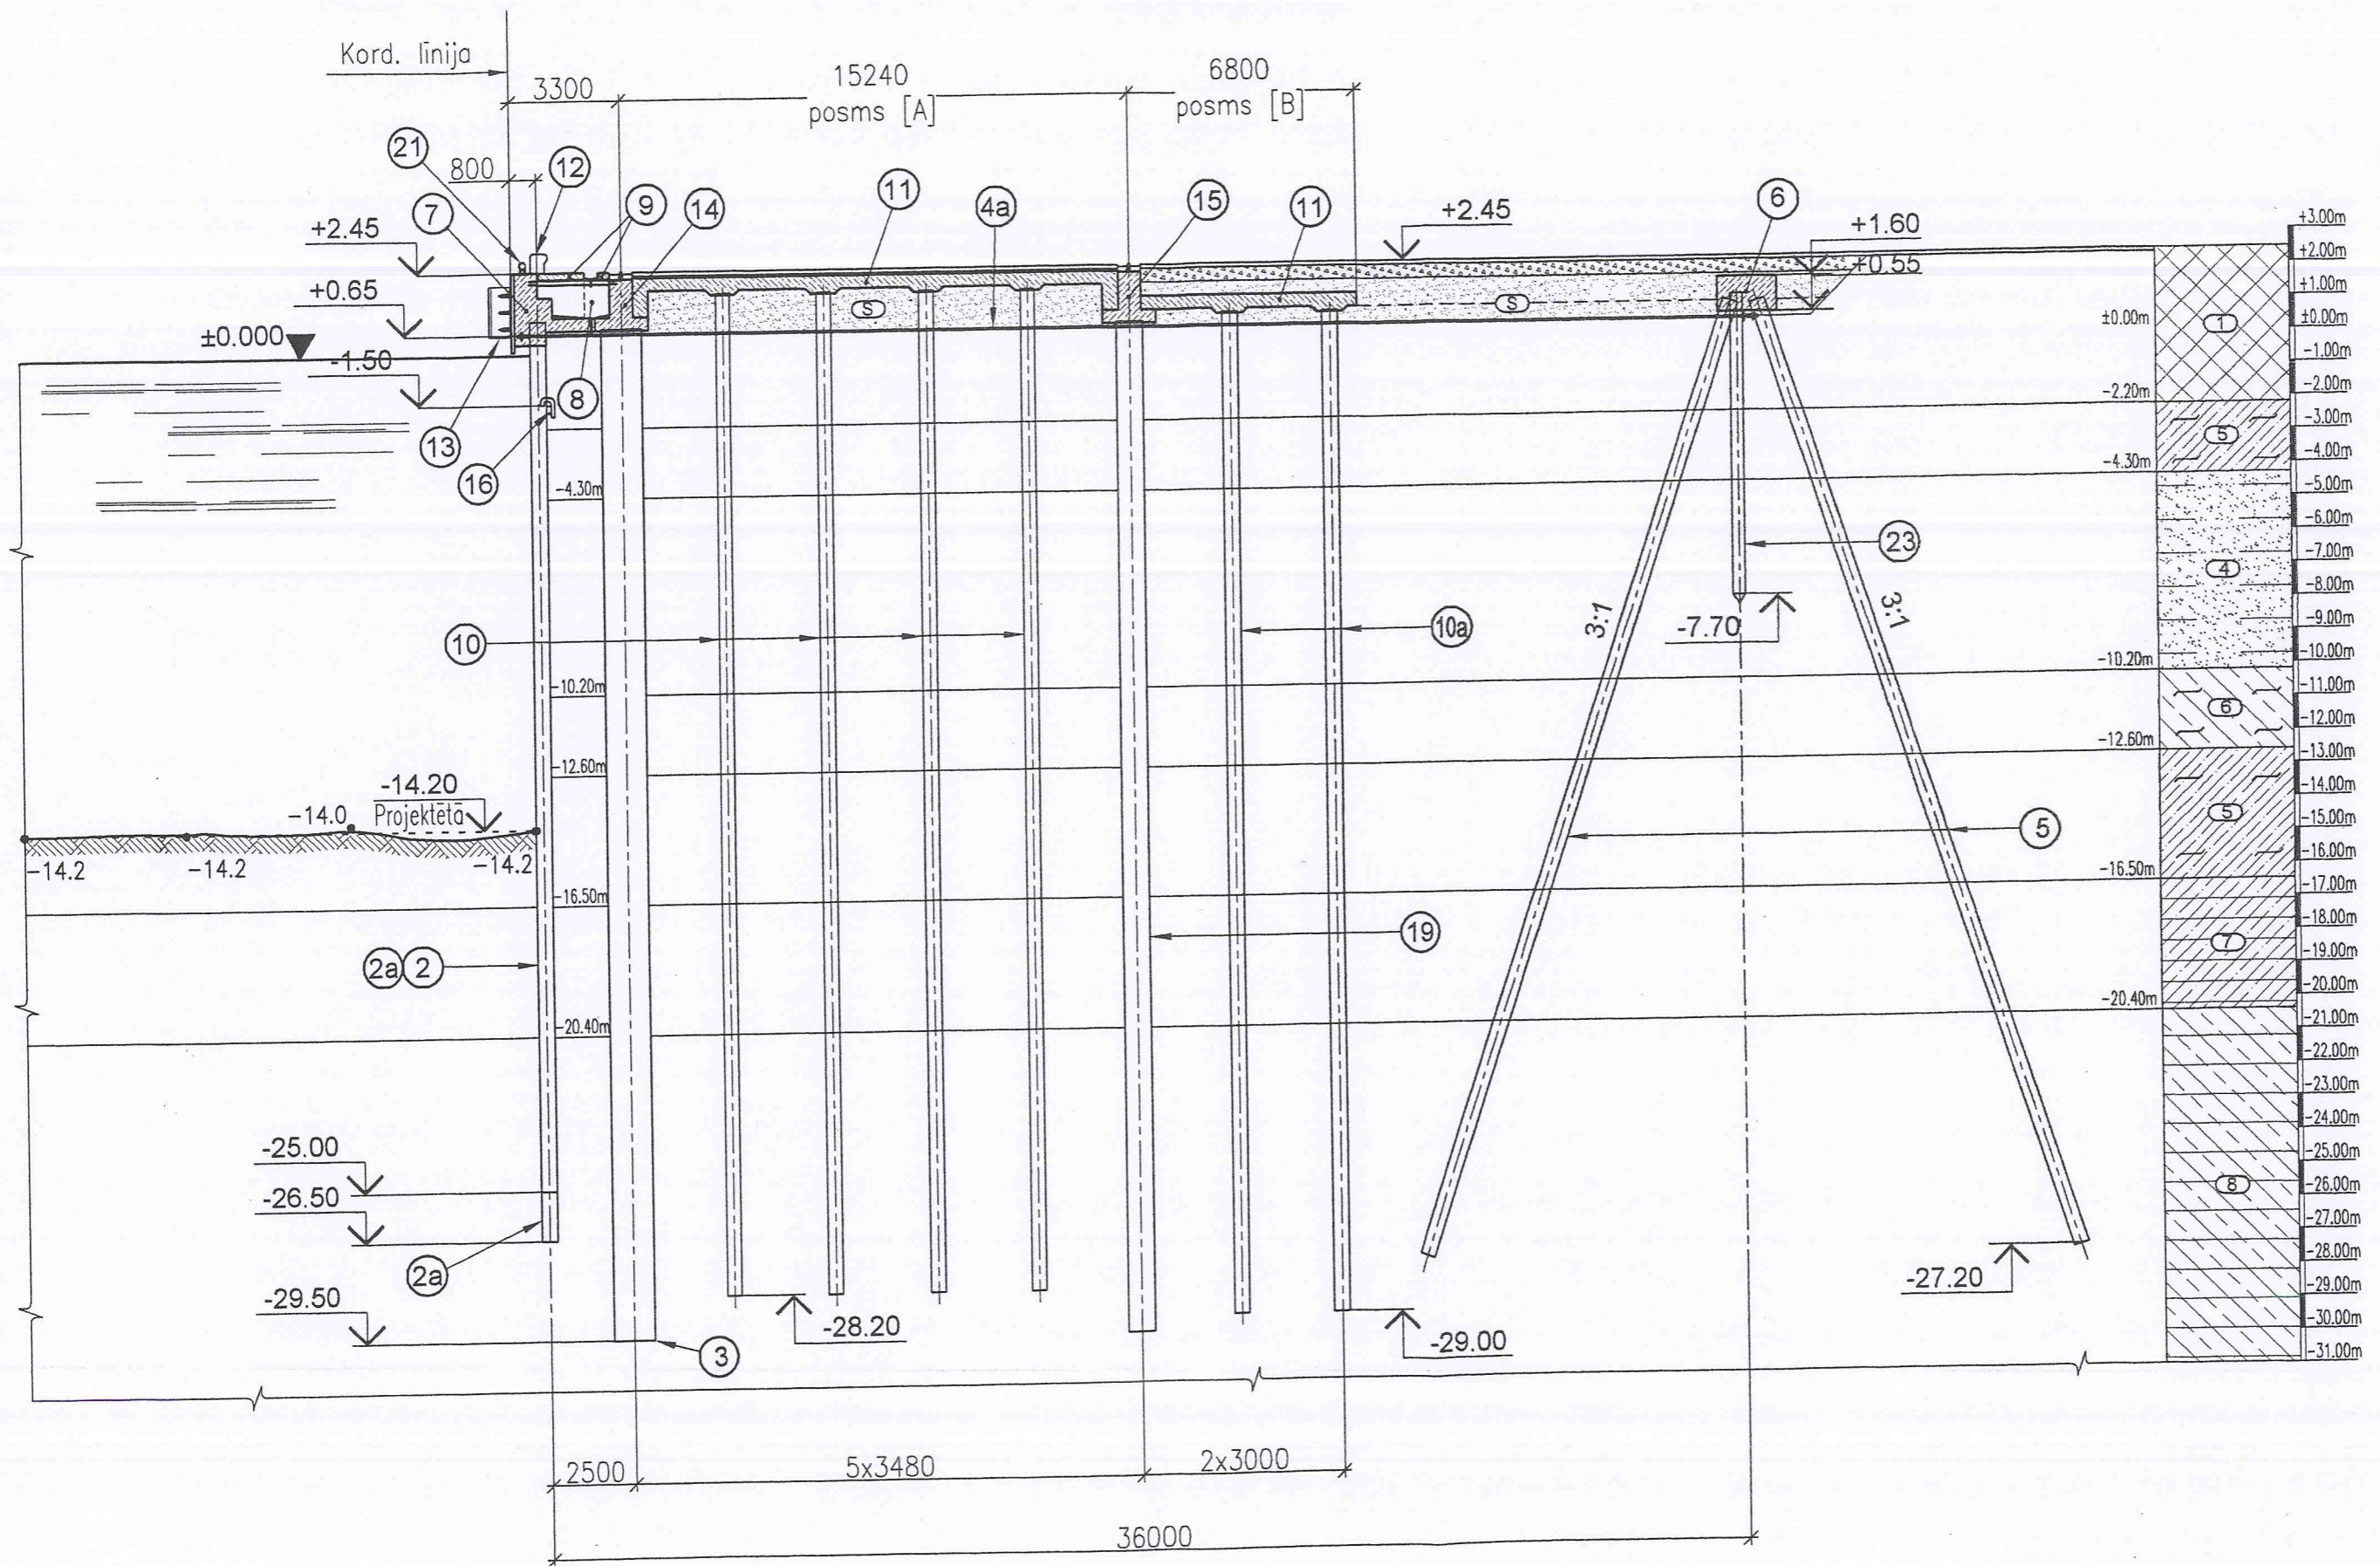 Kord. līnija
3300
15240
posms [A]
6800
posms [B]
21
800
12
7
9
14
11
4a
15
11
6
+2.45
+2.45
+1.60
+0.55
+0.65
±0.000
-1.50
13
16
8
S
S
+3.00m
+2.00m
+1.00m
±0.00m
-1.00m
-2.00m
-3.00m
-4.00m
-5.00m
-6.00m
-7.00m
-8.00m
-9.00m
-10.00m
-11.00m
-12.00m
-13.00m
-14.00m
-15.00m
-16.00m
-17.00m
-18.00m
-19.00m
-20.00m
-21.00m
-22.00m
-23.00m
-24.00m
-25.00m
-26.00m
-27.00m
-28.00m
-29.00m
-30.00m
-31.00m
±0.00m
-2.20m
-4.30m
-10.20m
-12.60m
-16.50m
-20.40m
1
5
4
6
5
7
8
-4.30m
-10.20m
-12.60m
-16.50m
-20.40m
10
10a
3:1
3:1
23
-7.70
5
-14.20
Projektētā
-14.0
-14.2
-14.2
-14.2
2a 2
19
-25.00
-26.50
2a
-29.50
3
-28.20
-29.00
-27.20
2500
5x3480
2x3000
36000